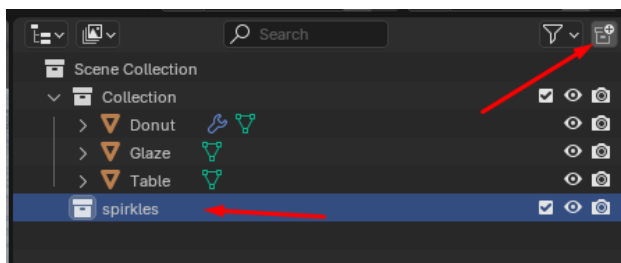 Search
Scene Collection
Collection
Donut
Glaze
Table
spirkles